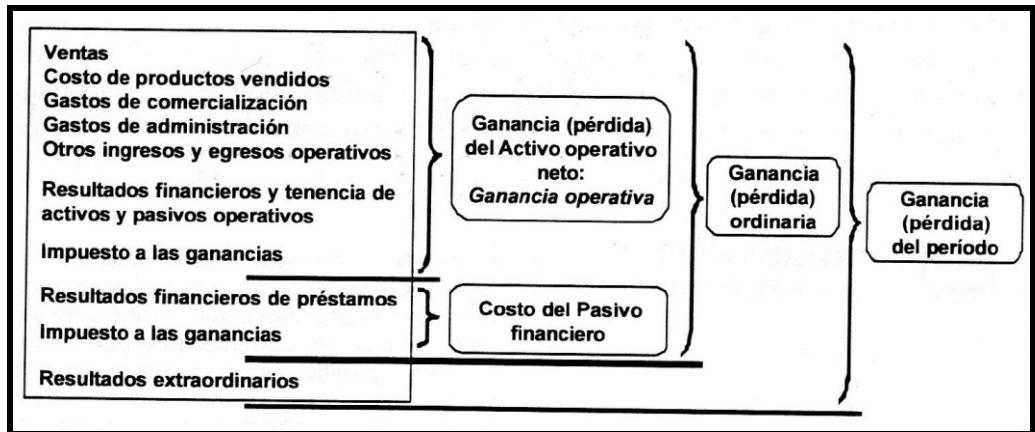 Ventas
Costo de productos vendidos
Gastos de comercialización
Gastos de administración
Otros ingresos y egresos operativos
Resultados financieros y tenencia de
activos y pasivos operativos
Impuesto a las ganancias
Resultados financieros de préstamos
Impuesto a las ganancias
Resultados extraordinarios
Ganancia (pérdida)
del Activo operativo
neto:
Ganancia operativa
Costo del Pasivo
financiero
Ganancia
(pérdida)
ordinaria
Ganancia
(pérdida)
del período